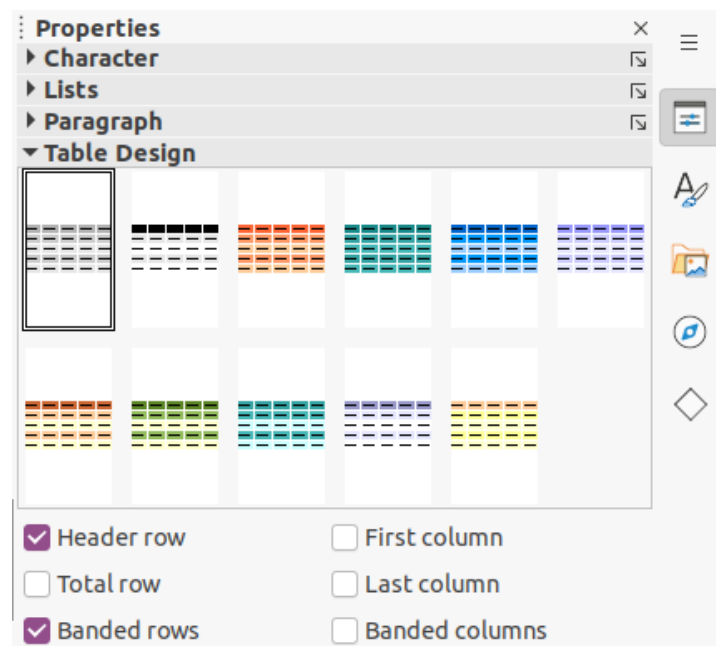 Properties
Character
Lists
Paragraph
Table Design
Header row First column
Total row Last column
Banded rows Banded columns